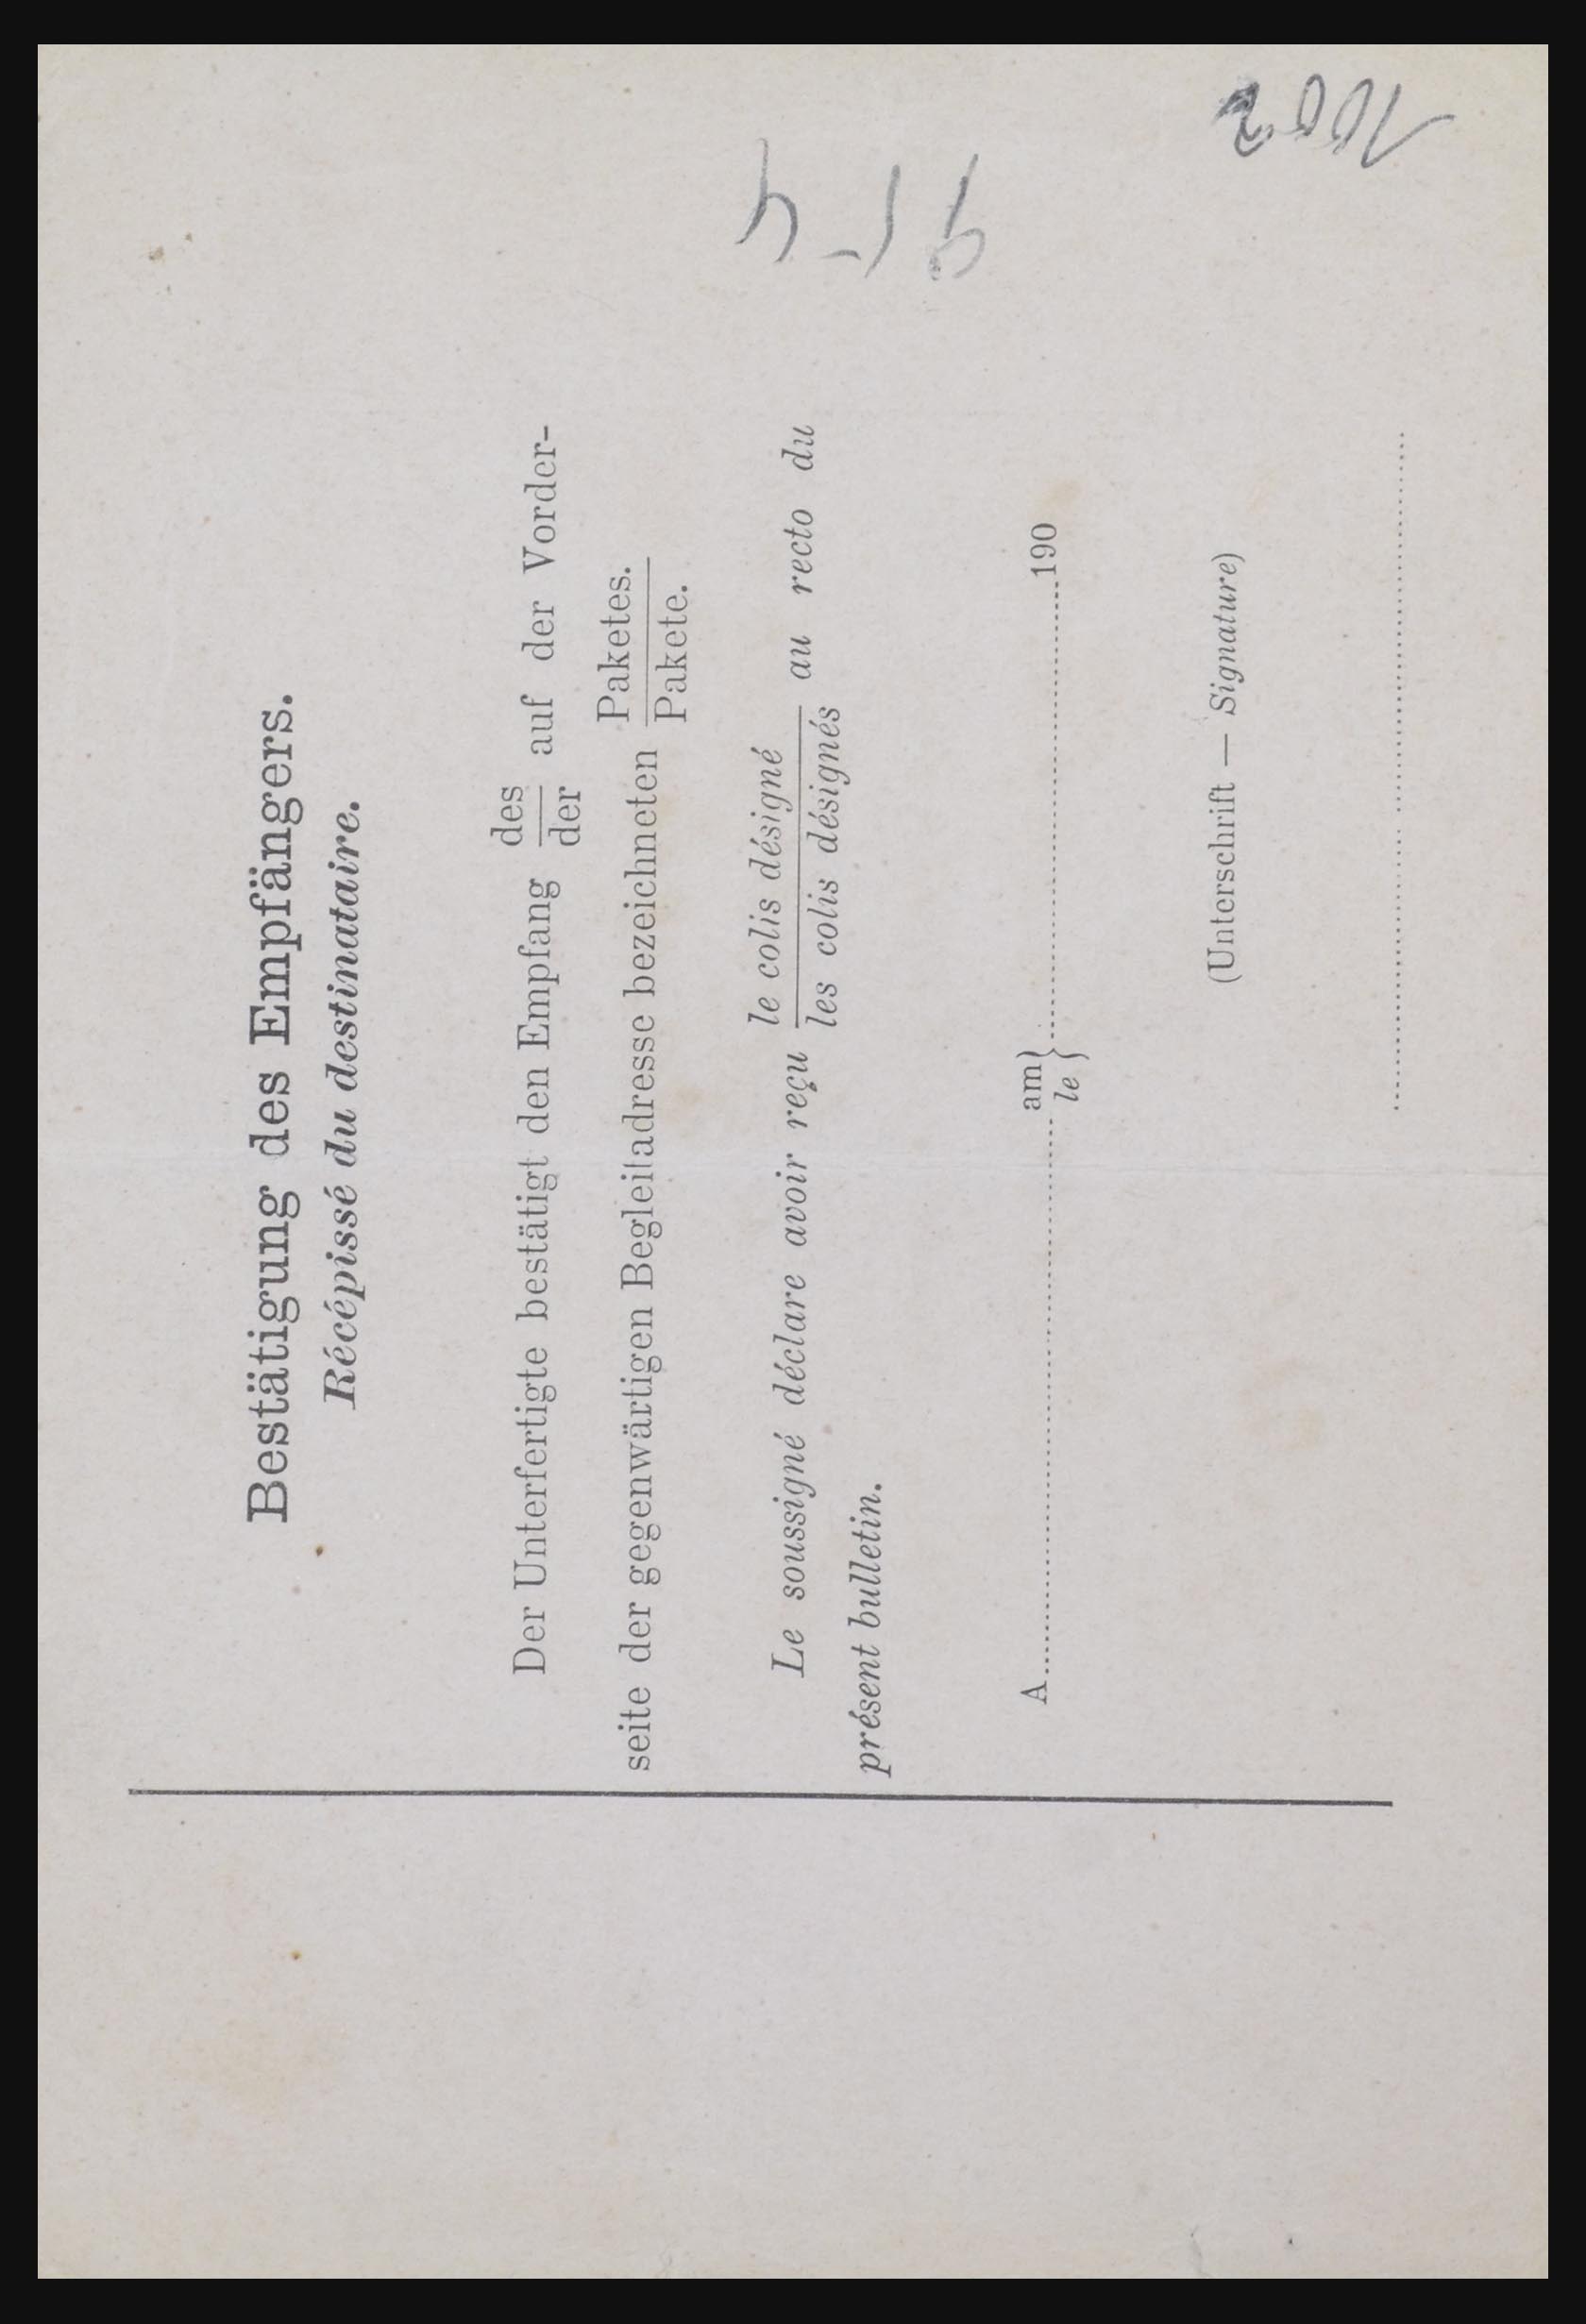 Bestätigung des Empfängers.
Récépissé du destinataire.
Der Unterfertigte bestätigt den Empfang des/der auf der Vorder-
seite der gegenwärtigen Begleitadresse bezeichneten Paketes./Pakete.
Le soussigné déclare avoir reçu le colis désigné/les colis désignés au recto du
présent bulletin.
A am/le 190
(Unterschrift — Signature)